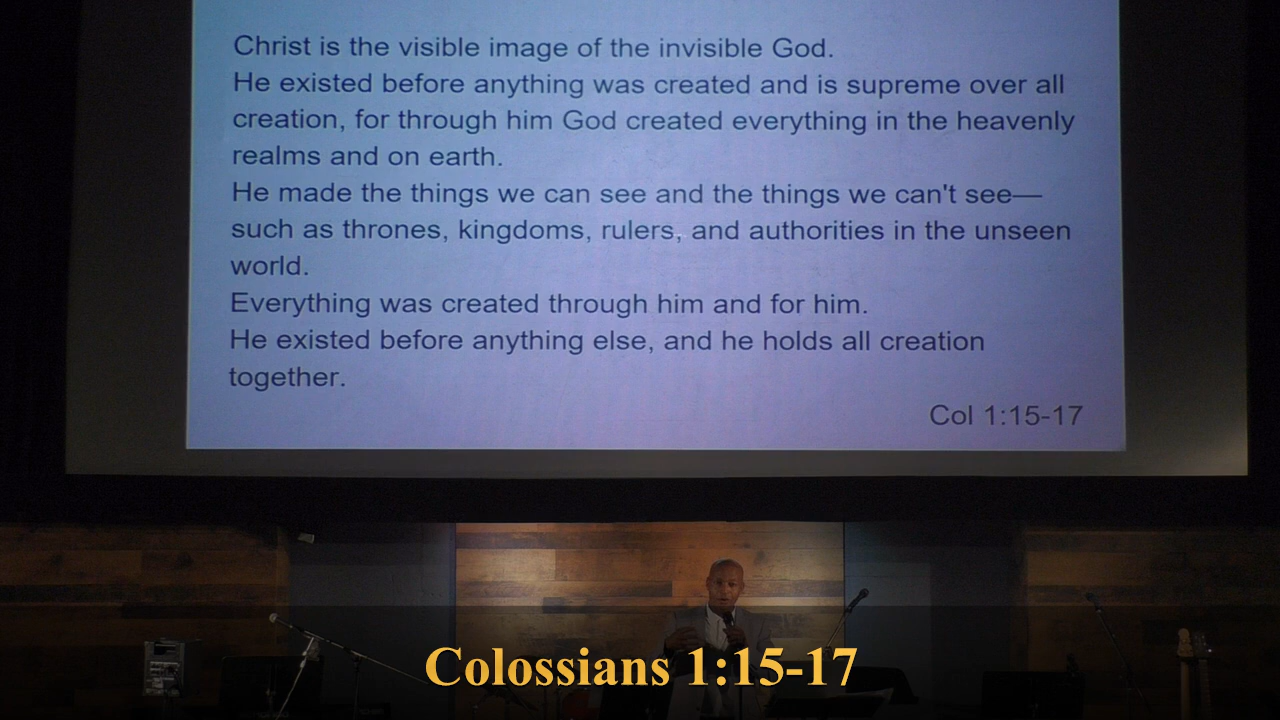 Christ is the visible image of the invisible God.
He existed before anything was created and is supreme over all
creation, for through him God created everything in the heavenly
realms and on earth.
He made the things we can see and the things we can't see—
such as thrones, kingdoms, rulers, and authorities in the unseen
world.
Everything was created through him and for him.
He existed before anything else, and he holds all creation
together.
Col 1:15-17
Colossians 1:15-17